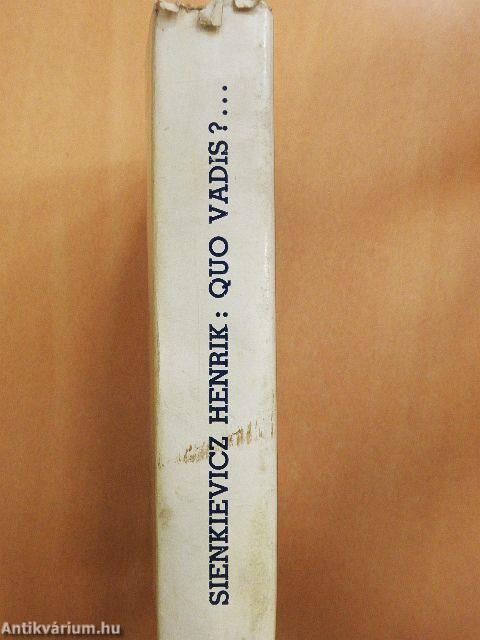 SIENKIEVICZ HENRIK: QUO VADIS?...
Antikvárium.hu